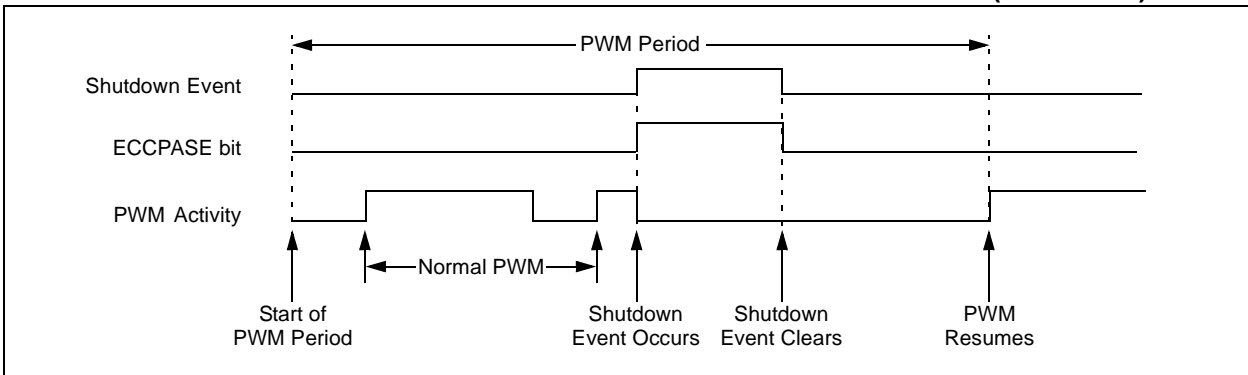 PWM Period
Shutdown Event
ECCPASE bit
PWM Activity
Normal PWM
Start of
PWM Period
Shutdown
Event Occurs
Shutdown
Event Clears
PWM
Resumes